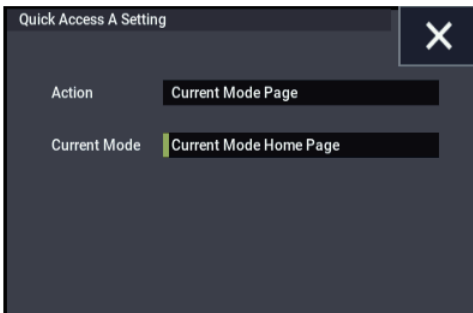 Quick Access A Setting
Action Current Mode Page
Current Mode Current Mode Home Page